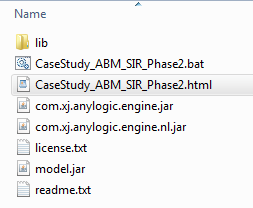 Name
lib
CaseStudy_ABM_SIR_Phase2.bat
CaseStudy_ABM_SIR_Phase2.html
com.xj.anylogic.engine.jar
com.xj.anylogic.engine.nl.jar
license.txt
model.jar
readme.txt